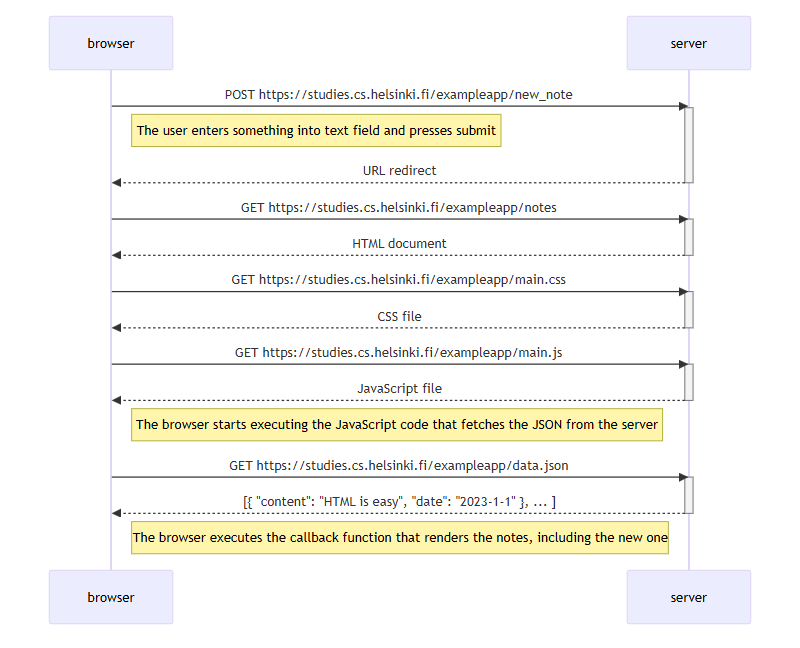 browser
server
POST https://studies.cs.helsinki.fi/exampleapp/new_note
The user enters something into text field and presses submit
URL redirect
GET https://studies.cs.helsinki.fi/exampleapp/notes
HTML document
GET https://studies.cs.helsinki.fi/exampleapp/main.css
CSS file
GET https://studies.cs.helsinki.fi/exampleapp/main.js
JavaScript file
The browser starts executing the JavaScript code that fetches the JSON from the server
GET https://studies.cs.helsinki.fi/exampleapp/data.json
[{ "content": "HTML is easy", "date": "2023-1-1" }, ... ]
The browser executes the callback function that renders the notes, including the new one
browser
server